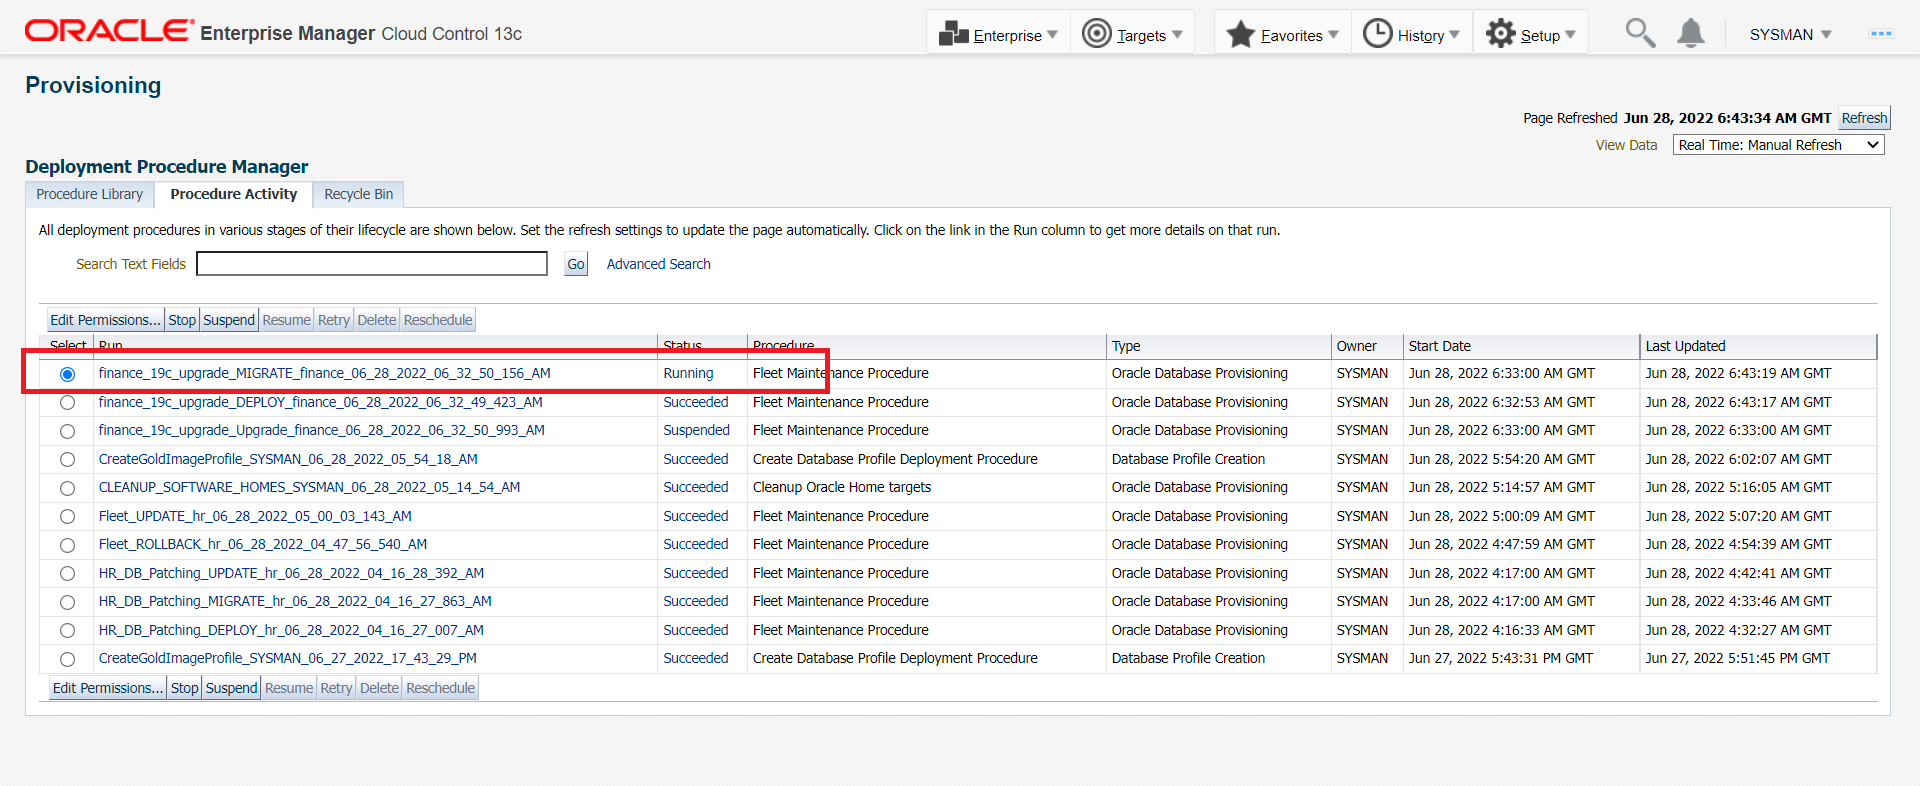 ORACLE Enterprise Manager Cloud Control 13c Enterprise Targets Favorites History Setup SYSMAN
Provisioning
Page Refreshed Jun 28, 2022 6:43:34 AM GMT Refresh
View Data Real Time: Manual Refresh
Deployment Procedure Manager
Procedure Library Procedure Activity Recycle Bin
All deployment procedures in various stages of their lifecycle are shown below. Set the refresh settings to update the page automatically. Click on the link in the Run column to get more details on that run.
Search Text Fields Go Advanced Search
Edit Permissions... Stop Suspend Resume Retry Delete Reschedule
Select Run Status Procedure Type Owner Start Date Last Updated
finance_19c_upgrade_MIGRATE_finance_06_28_2022_06_32_50_156_AM Running Fleet Maintenance Procedure Oracle Database Provisioning SYSMAN Jun 28, 2022 6:33:00 AM GMT Jun 28, 2022 6:43:19 AM GMT
finance_19c_upgrade_DEPLOY_finance_06_28_2022_06_32_49_423_AM Succeeded Fleet Maintenance Procedure Oracle Database Provisioning SYSMAN Jun 28, 2022 6:32:53 AM GMT Jun 28, 2022 6:43:17 AM GMT
finance_19c_upgrade_Upgrade_finance_06_28_2022_06_32_50_993_AM Suspended Fleet Maintenance Procedure Oracle Database Provisioning SYSMAN Jun 28, 2022 6:33:00 AM GMT Jun 28, 2022 6:33:00 AM GMT
CreateGoldImageProfile_SYSMAN_06_28_2022_05_54_18_AM Succeeded Create Database Profile Deployment Procedure Database Profile Creation SYSMAN Jun 28, 2022 5:54:20 AM GMT Jun 28, 2022 6:02:07 AM GMT
CLEANUP_SOFTWARE_HOMES_SYSMAN_06_28_2022_05_14_54_AM Succeeded Cleanup Oracle Home targets Oracle Database Provisioning SYSMAN Jun 28, 2022 5:14:57 AM GMT Jun 28, 2022 5:16:05 AM GMT
Fleet_UPDATE_hr_06_28_2022_05_00_03_143_AM Succeeded Fleet Maintenance Procedure Oracle Database Provisioning SYSMAN Jun 28, 2022 5:00:09 AM GMT Jun 28, 2022 5:07:20 AM GMT
Fleet_ROLLBACK_hr_06_28_2022_04_47_56_540_AM Succeeded Fleet Maintenance Procedure Oracle Database Provisioning SYSMAN Jun 28, 2022 4:47:59 AM GMT Jun 28, 2022 4:54:39 AM GMT
HR_DB_Patching_UPDATE_hr_06_28_2022_04_16_28_392_AM Succeeded Fleet Maintenance Procedure Oracle Database Provisioning SYSMAN Jun 28, 2022 4:17:00 AM GMT Jun 28, 2022 4:42:41 AM GMT
HR_DB_Patching_MIGRATE_hr_06_28_2022_04_16_27_863_AM Succeeded Fleet Maintenance Procedure Oracle Database Provisioning SYSMAN Jun 28, 2022 4:17:00 AM GMT Jun 28, 2022 4:33:46 AM GMT
HR_DB_Patching_DEPLOY_hr_06_28_2022_04_16_27_007_AM Succeeded Fleet Maintenance Procedure Oracle Database Provisioning SYSMAN Jun 28, 2022 4:16:33 AM GMT Jun 28, 2022 4:32:27 AM GMT
CreateGoldImageProfile_SYSMAN_06_27_2022_17_43_29_PM Succeeded Create Database Profile Deployment Procedure Database Profile Creation SYSMAN Jun 27, 2022 5:43:31 PM GMT Jun 27, 2022 5:51:45 PM GMT
Edit Permissions... Stop Suspend Resume Retry Delete Reschedule